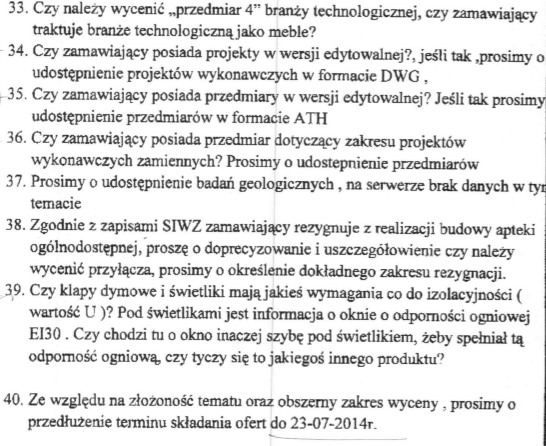 33. Czy należy wycenić „przedmiar 4” branży technologicznej, czy zamawiający
traktuje branże technologiczną jako meble?
34. Czy zamawiający posiada projekty w wersji edytowalnej?, jeśli tak ,prosimy o
udostępnienie projektów wykonawczych w formacie DWG ,
35. Czy zamawiający posiada przedmiary w wersji edytowalnej? Jeśli tak prosimy
udostępnienie przedmiarów w formacie ATH
36. Czy zamawiający posiada przedmiar dotyczący zakresu projektów
wykonawczych zamiennych? Prosimy o udostepnienie przedmiarów
37. Prosimy o udostępnienie badań geologicznych , na serwerze brak danych w tym
temacie
38. Zgodnie z zapisami SIWZ zamawiający rezygnuje z realizacji budowy apteki
ogólnodostępnej, proszę o doprecyzowanie i uszczegółowienie czy należy
wycenić przyłącza, prosimy o określenie dokładnego zakresu rezygnacji.
39. Czy klapy dymowe i świetliki mają jakieś wymagania co do izolacyjności (
wartość U )? Pod świetlikami jest informacja o oknie o odporności ogniowej
EI30 . Czy chodzi tu o okno inaczej szybę pod świetlikiem, żeby spełniał tą
odporność ogniową, czy tyczy się to jakiegoś innego produktu?
40. Ze względu na złożoność tematu oraz obszerny zakres wyceny , prosimy o
przedłużenie terminu składania ofert do 23-07-2014r.